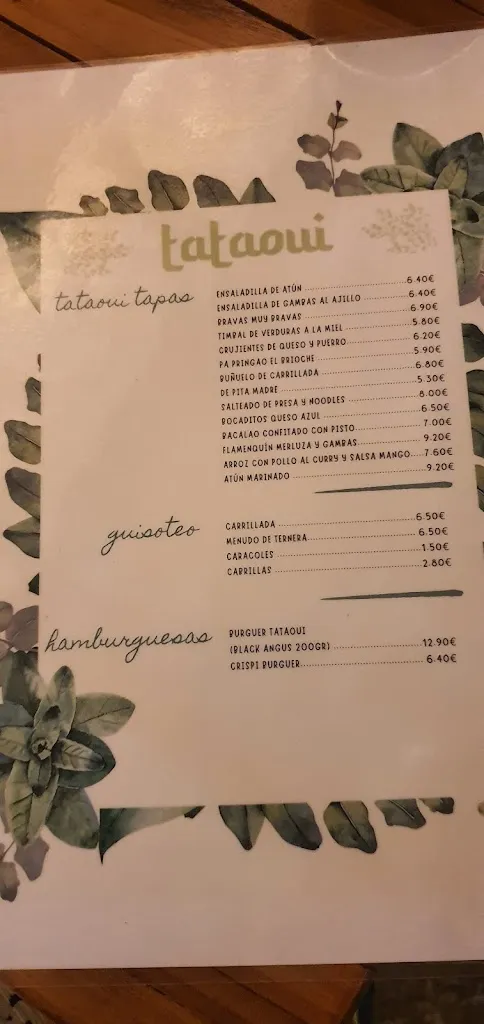 tataoui
tataoui tapas
ENSALADILLA DE ATÚN ........ 6.40€
ENSALADILLA DE GAMBAS AL AJILLO ........ 6.40€
BRAVAS MUY BRAVAS ........ 6.90€
TIMBAL DE VERDURAS A LA MIEL ........ 5.80€
CRUJIENTES DE QUESO Y PUERRO ........ 6.20€
PA PRINGAO EL BRIOCHE ........ 5.90€
BUÑUELO DE CARRILLADA ........ 6.80€
DE PITA MADRE ........ 5.30€
SALTEADO DE PRESA Y NOODLES ........ 8.00€
BOCADITOS QUESO AZUL ........ 6.50€
BACALAO CONFITADO CON PISTO ........ 7.00€
FLAMENQUÍN MERLUZA Y GAMBAS ........ 9.20€
ARROZ CON POLLO AL CURRY Y SALSA MANGO ..... 7.60€
ATÚN MARINADO ........ 9.20€
guisoteo
CARRILLADA ........ 6.50€
MENUDO DE TERNERA ........ 6.50€
CARACOLES ........ 1.50€
CABRILLAS ........ 2.80€
hamburguesas
BURGUER TATAOUI
(BLACK ANGUS 200GR) ........ 12.90€
CRISPI BURGUER ........ 6.40€